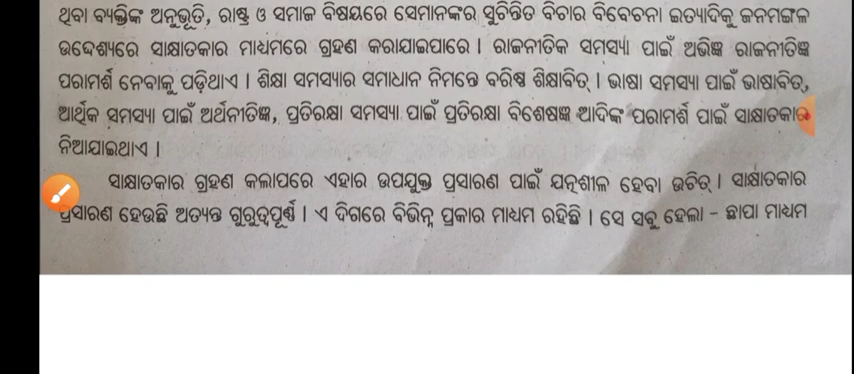 ଥିବା ବ୍ୟକ୍ତିଙ୍କ ଅନୁଭୂତି, ରାଷ୍ଟ୍ର ଓ ସମାଜ ବିଷୟରେ ସେମାନଙ୍କର ସୁଚିନ୍ତିତ ବିଚାର ବିବେଚନା ଇତ୍ୟାଦିକୁ ଜନମଙ୍ଗଳ
ଉଦ୍ଦେଶ୍ୟରେ ସାକ୍ଷାତକାର ମାଧ୍ୟମରେ ଗ୍ରହଣ କରାଯାଇପାରେ । ରାଜନୀତିକ ସମସ୍ୟା ପାଇଁ ଅଭିଜ୍ଞ ରାଜନୀତିଜ୍ଞ
ପରାମର୍ଶ ନେବାକୁ ପଡ଼ିଥାଏ । ଶିକ୍ଷା ସମସ୍ୟାର ସମାଧାନ ନିମନ୍ତେ ବରିଷ୍ଠ ଶିକ୍ଷାବିତ୍ । ଭାଷା ସମସ୍ୟା ପାଇଁ ଭାଷାବିତ୍,
ଆର୍ଥିକ ସମସ୍ୟା ପାଇଁ ଅର୍ଥନୀତିଜ୍ଞ, ପ୍ରତିରକ୍ଷା ସମସ୍ୟା ପାଇଁ ପ୍ରତିରକ୍ଷା ବିଶେଷଜ୍ଞ ଆଦିଙ୍କ ପରାମର୍ଶ ପାଇଁ ସାକ୍ଷାତକାର
ନିଆଯାଇଥାଏ ।
ସାକ୍ଷାତକାର ଗ୍ରହଣ କଲାପରେ ଏହାର ଉପଯୁକ୍ତ ପ୍ରସାରଣ ପାଇଁ ଯତ୍ନଶୀଳ ହେବା ଉଚିତ୍ । ସାକ୍ଷାତକାର
ପ୍ରସାରଣ ହେଉଛି ଅତ୍ୟନ୍ତ ଗୁରୁତ୍ୱପୂର୍ଣ୍ଣ । ଏ ଦିଗରେ ବିଭିନ୍ନ ପ୍ରକାର ମାଧ୍ୟମ ରହିଛି । ସେ ସବୁ ହେଲା - ଛାପା ମାଧ୍ୟମ